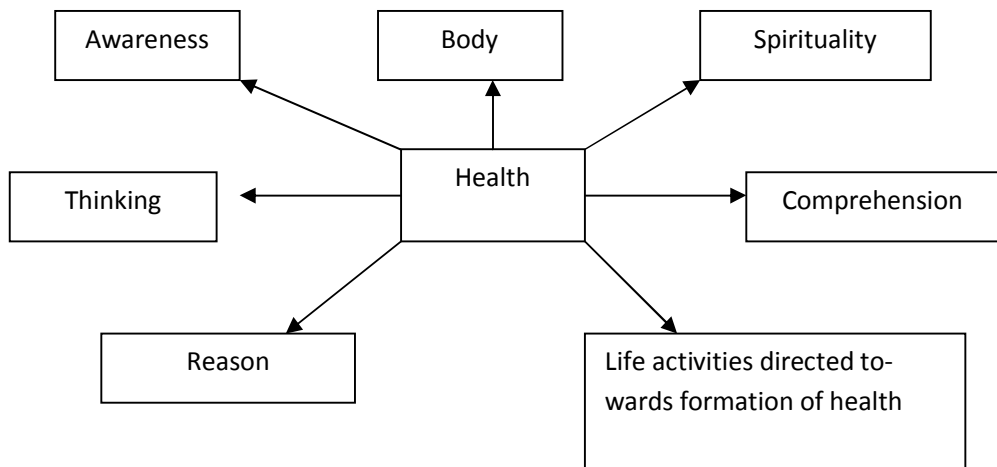 Awareness
Body
Spirituality
Health
Thinking
Comprehension
Reason
Life activities directed to-
wards formation of health